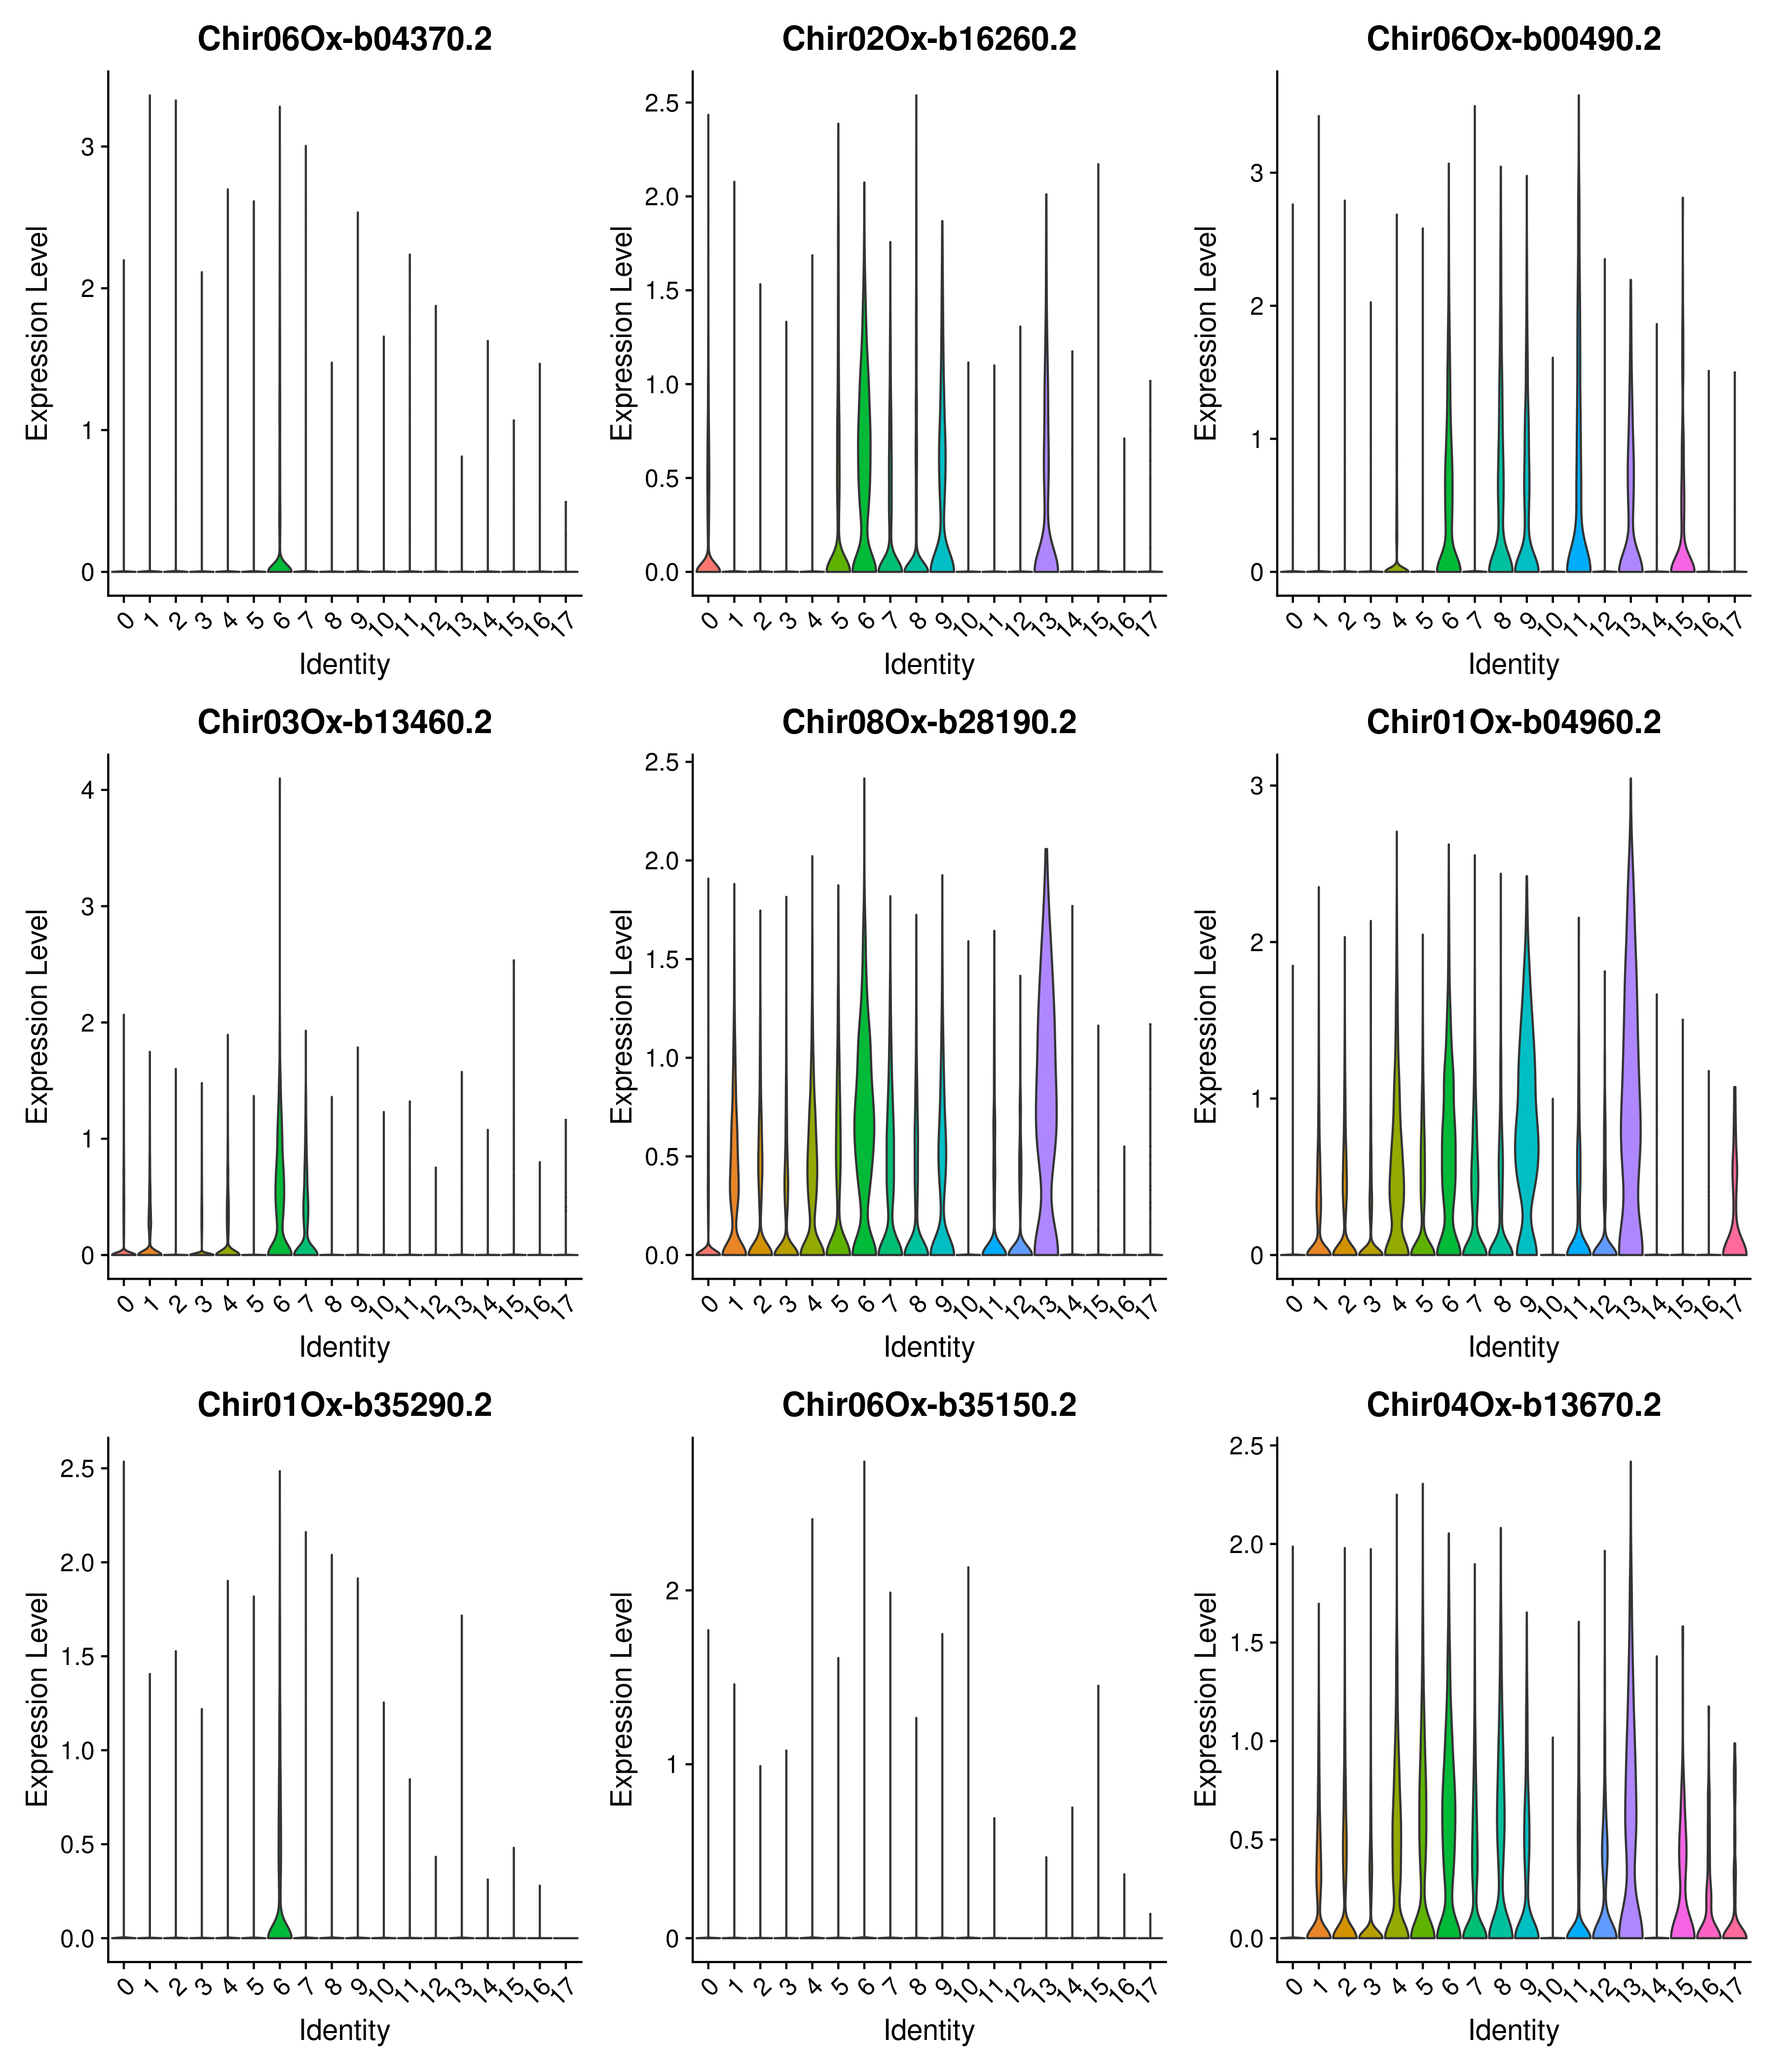 Chir06Ox-b04370.2 Chir02Ox-b16260.2 Chir06Ox-b00490.2
Expression Level Expression Level Expression Level
3 2 1 0
2.5 2.0 1.5 1.0 0.5 0.0
3 2 1 0
0 1 2 3 4 5 6 7 8 9 10 11 12 13 14 15 16 17
0 1 2 3 4 5 6 7 8 9 10 11 12 13 14 15 16 17
0 1 2 3 4 5 6 7 8 9 10 11 12 13 14 15 16 17
Identity Identity Identity
Chir03Ox-b13460.2 Chir08Ox-b28190.2 Chir01Ox-b04960.2
Expression Level Expression Level Expression Level
4 3 2 1 0
2.5 2.0 1.5 1.0 0.5 0.0
3 2 1 0
0 1 2 3 4 5 6 7 8 9 10 11 12 13 14 15 16 17
0 1 2 3 4 5 6 7 8 9 10 11 12 13 14 15 16 17
0 1 2 3 4 5 6 7 8 9 10 11 12 13 14 15 16 17
Identity Identity Identity
Chir01Ox-b35290.2 Chir06Ox-b35150.2 Chir04Ox-b13670.2
Expression Level Expression Level Expression Level
2.5 2.0 1.5 1.0 0.5 0.0
2 1 0
2.5 2.0 1.5 1.0 0.5 0.0
0 1 2 3 4 5 6 7 8 9 10 11 12 13 14 15 16 17
0 1 2 3 4 5 6 7 8 9 10 11 12 13 14 15 16 17
0 1 2 3 4 5 6 7 8 9 10 11 12 13 14 15 16 17
Identity Identity Identity